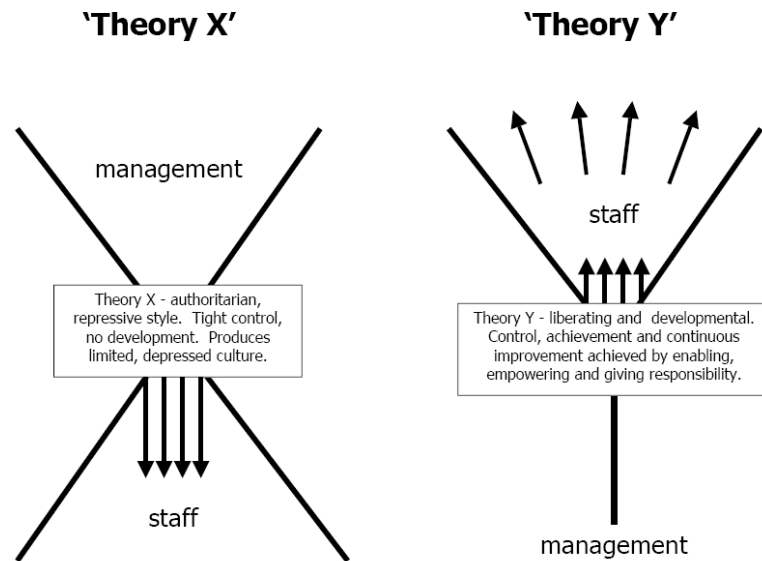 ‘Theory X’
management
Theory X - authoritarian,
repressive style. Tight control,
no development. Produces
limited, depressed culture.
staff
‘Theory Y’
staff
Theory Y - liberating and developmental.
Control, achievement and continuous
improvement achieved by enabling,
empowering and giving responsibility.
management